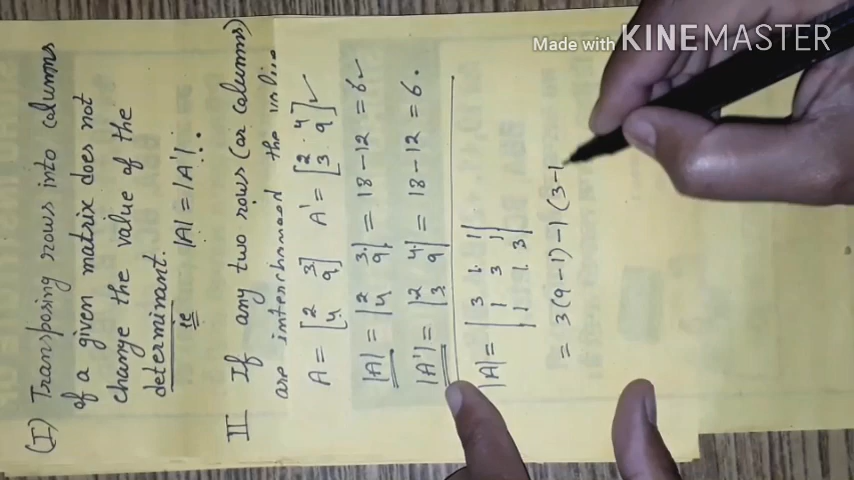 Made with KINEMASTER
(I) Transposing rows into columns
of a given matrix does not
change the value of the
determinant.
ie |A| = |A'|.
II If any two rows (or columns)
are interchanged the
A = [2 3; 4 9] A' = [2 4; 3 9] ✓
|A| = |2 3; 4 9| = 18-12 = 6 ✓
|A'| = |2 4; 3 9| = 18-12 = 6.
|A| = |3 1 1; 1 3 1; 1 1 3|
= 3(9-1)-1(3-1